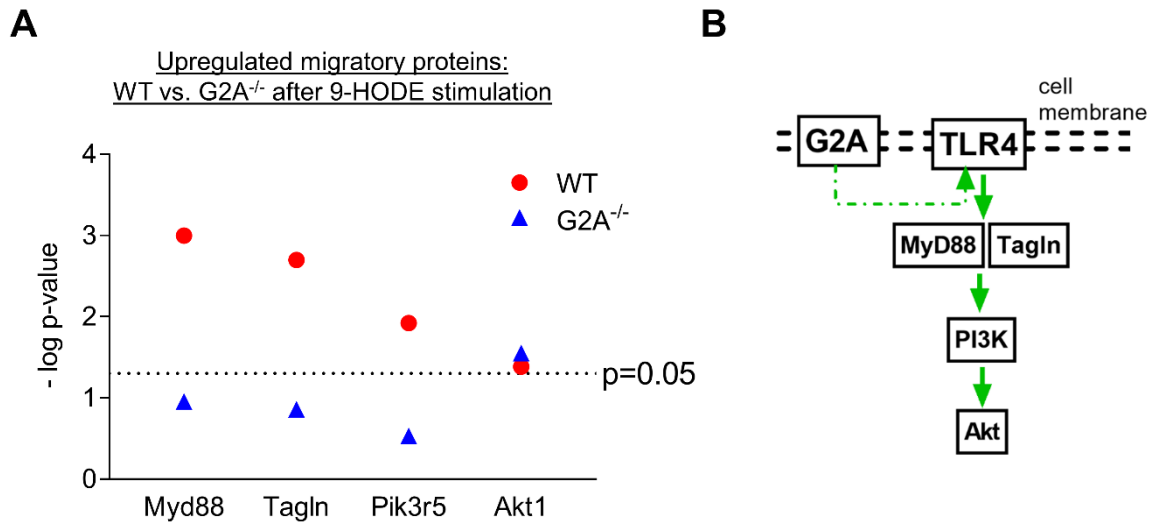 A
Upregulated migratory proteins:
WT vs. G2A-/- after 9-HODE stimulation
4
3
2
1
0
- log p-value
WT
G2A-/-
p=0.05
Myd88 Tagln Pik3r5 Akt1
B
cell
membrane
G2A TLR4
MyD88 Tagln
PI3K
Akt